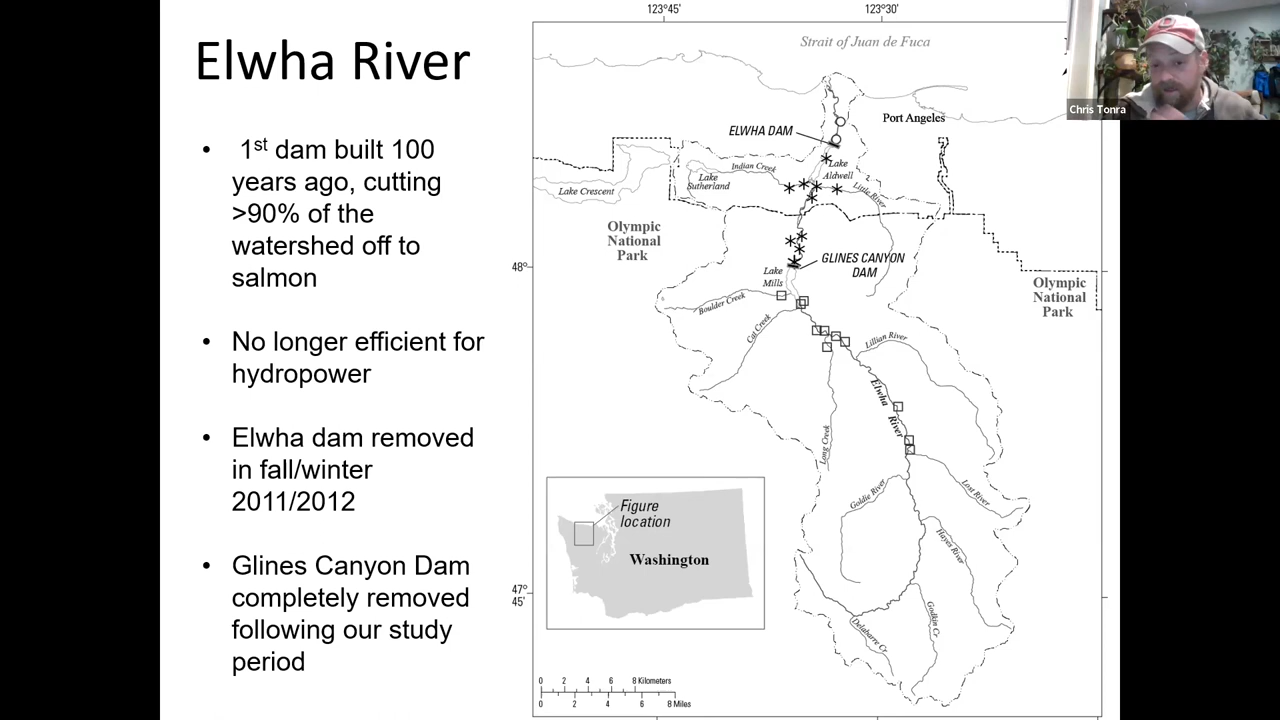 Elwha River
• 1st dam built 100
years ago, cutting
>90% of the
watershed off to
salmon
• No longer efficient for
hydropower
• Elwha dam removed
in fall/winter
2011/2012
• Glines Canyon Dam
completely removed
following our study
period
123°45'
123°30'
Strait of Juan de Fuca
Chris Tonra
Port Angeles
ELWHA DAM
Lake
Aldwell
Indian Creek
Lake
Sutherland
Little River
Lake Crescent
Olympic
National
Park
GLINES CANYON
DAM
48°
Lake
Mills
Olympic
National
Park
Boulder Creek
Cat Creek
Lillian River
Elwha
River
Long Creek
Goldie River
Lost River
Hayes River
Figure
location
Washington
47°
45'
Godkin Cr.
Delabarre Cr.
0 2 4 6 8 Kilometers
0 2 4 6 8 Miles